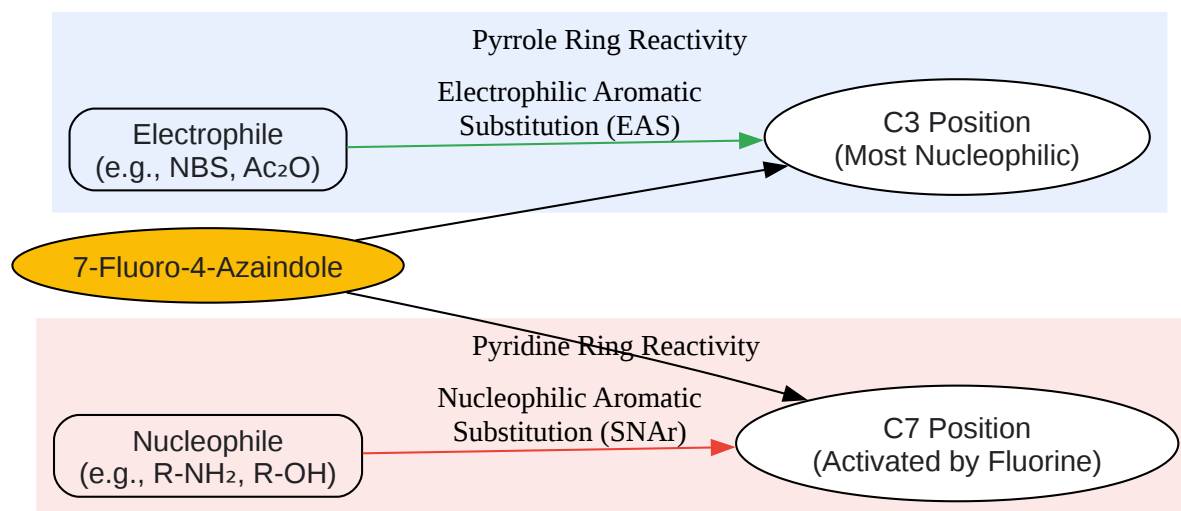 Pyrrole Ring Reactivity
Electrophilic Aromatic
Substitution (EAS)
Electrophile
(e.g., NBS, Ac₂O)
C3 Position
(Most Nucleophilic)
7-Fluoro-4-Azaindole
Pyridine Ring Reactivity
Nucleophilic Aromatic
Substitution (SNAr)
Nucleophile
(e.g., R-NH₂, R-OH)
C7 Position
(Activated by Fluorine)